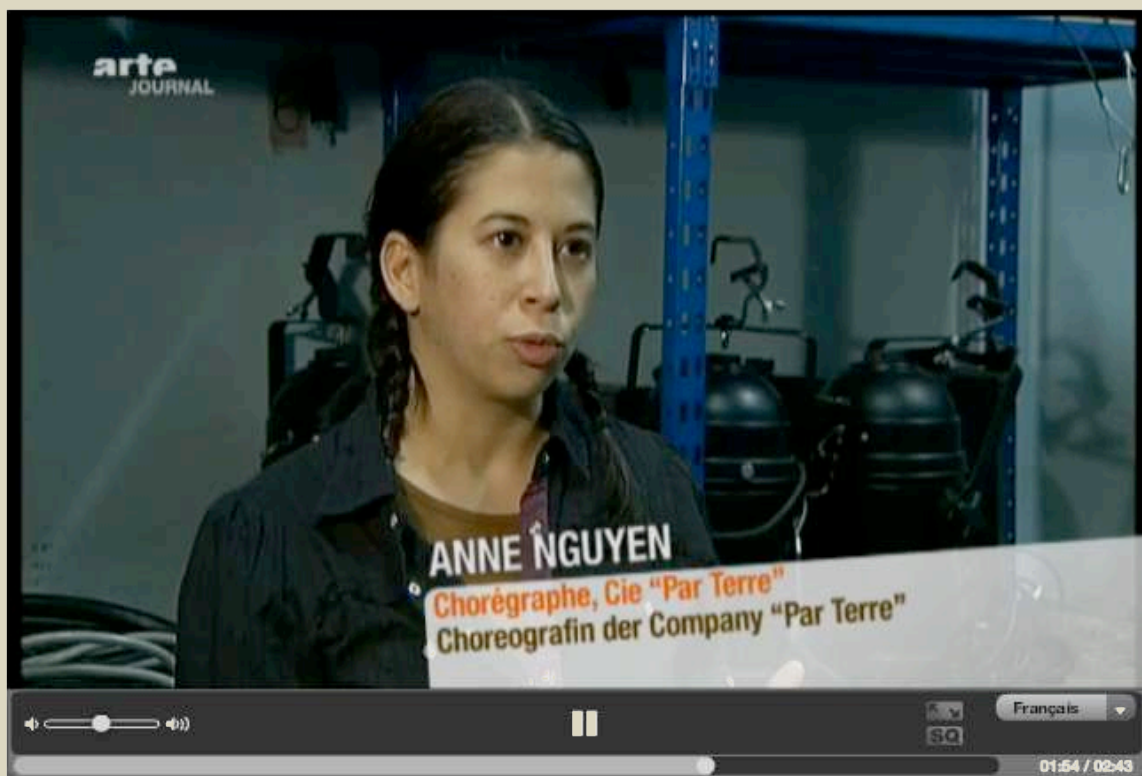 arte
JOURNAL
ANNE NGUYEN
Chorégraphe, Cie “Par Terre”
Choreografin der Company “Par Terre”
Français
SQ
01:54 / 02:43